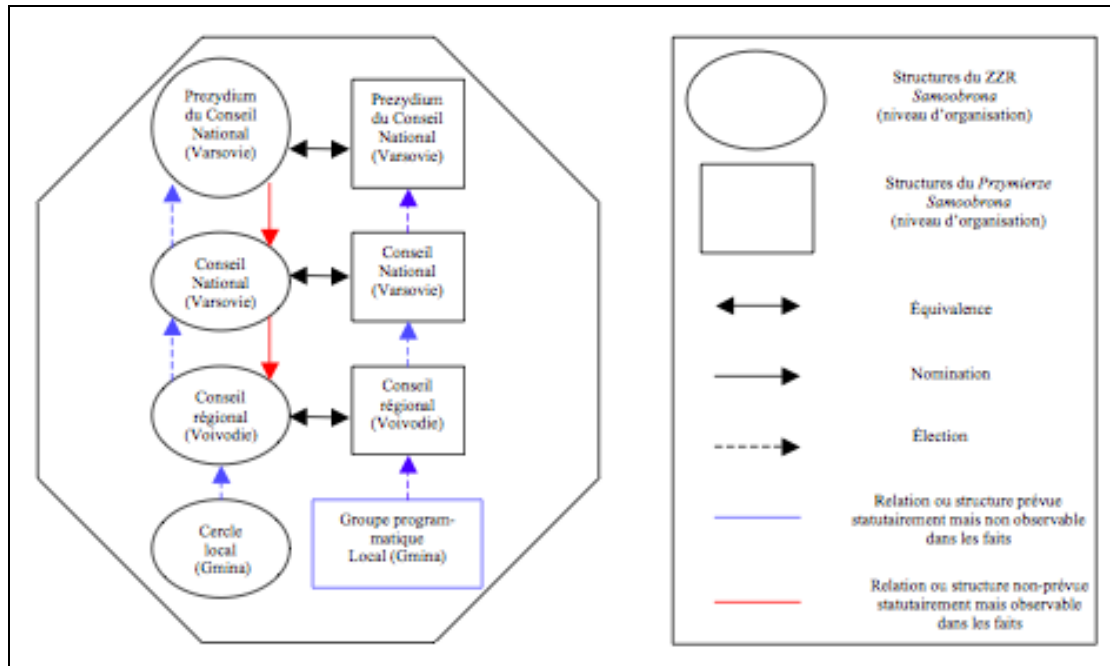 Prezydium
du Conseil
National
(Varsovie)
Prezydium
du Conseil
National
(Varsovie)
Conseil
National
(Varsovie)
Conseil
National
(Varsovie)
Conseil
régional
(Voivodie)
Conseil
régional
(Voivodie)
Cercle
local
(Gmina)
Groupe program-
matique
Local (Gmina)
Structures du ZZR
Samoobrona
(niveau d'organisation)
Structures du Przymierze
Samoobrona
(niveau d'organisation)
Équivalence
Nomination
Élection
Relation ou structure prévue
statutairement mais non observable
dans les faits
Relation ou structure non-prévue
statutairement mais observable
dans les faits